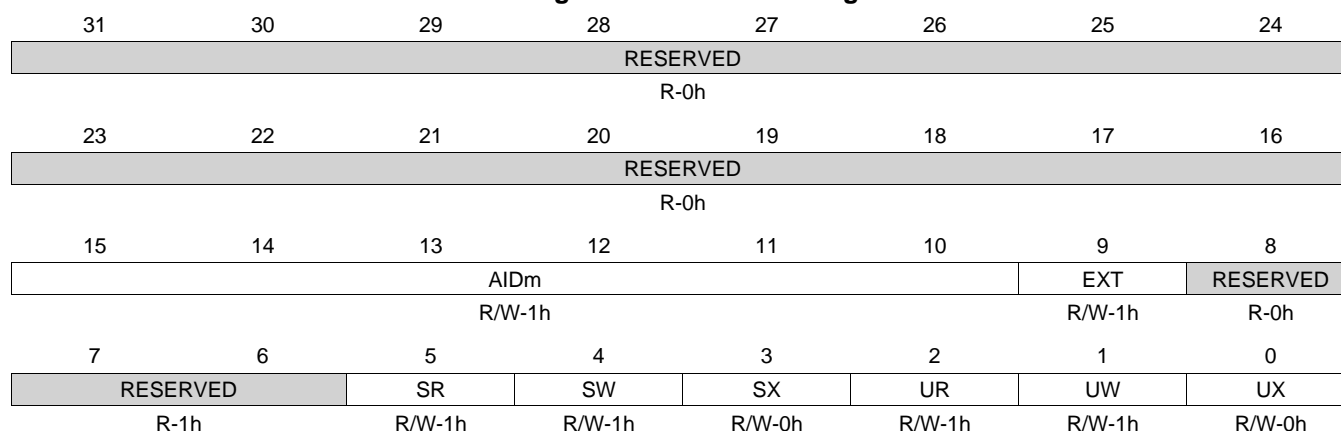 31 30 29 28 27 26 25 24
RESERVED
R-0h
23 22 21 20 19 18 17 16
RESERVED
R-0h
15 14 13 12 11 10 9 8
AIDm EXT RESERVED
R/W-1h R/W-1h R-0h
7 6 5 4 3 2 1 0
RESERVED SR SW SX UR UW UX
R-1h R/W-1h R/W-1h R/W-0h R/W-1h R/W-1h R/W-0h